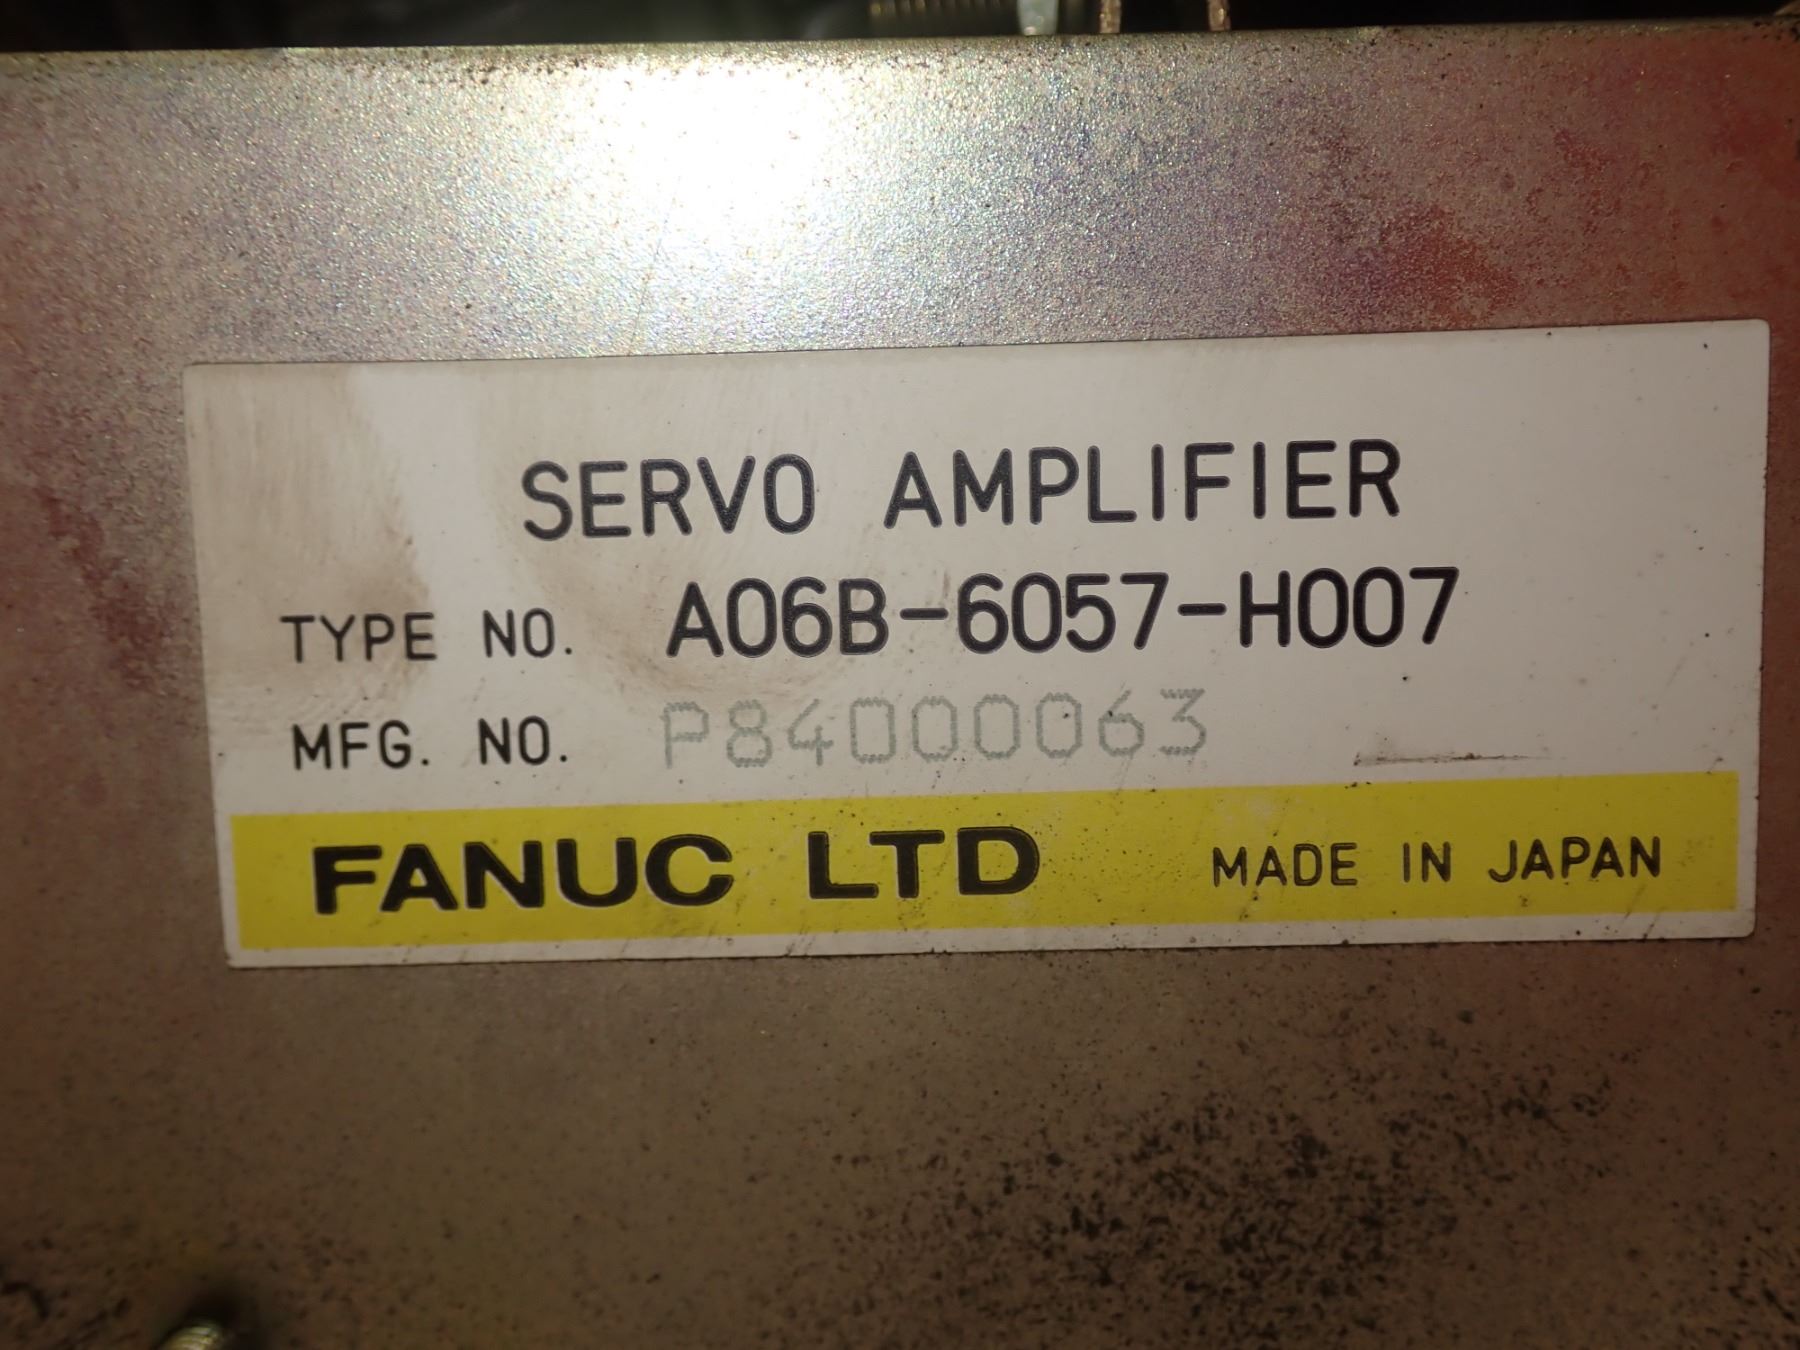 SERVO AMPLIFIER
TYPE NO. A06B-6057-H007
MFG. NO. P84000063
FANUC LTD MADE IN JAPAN